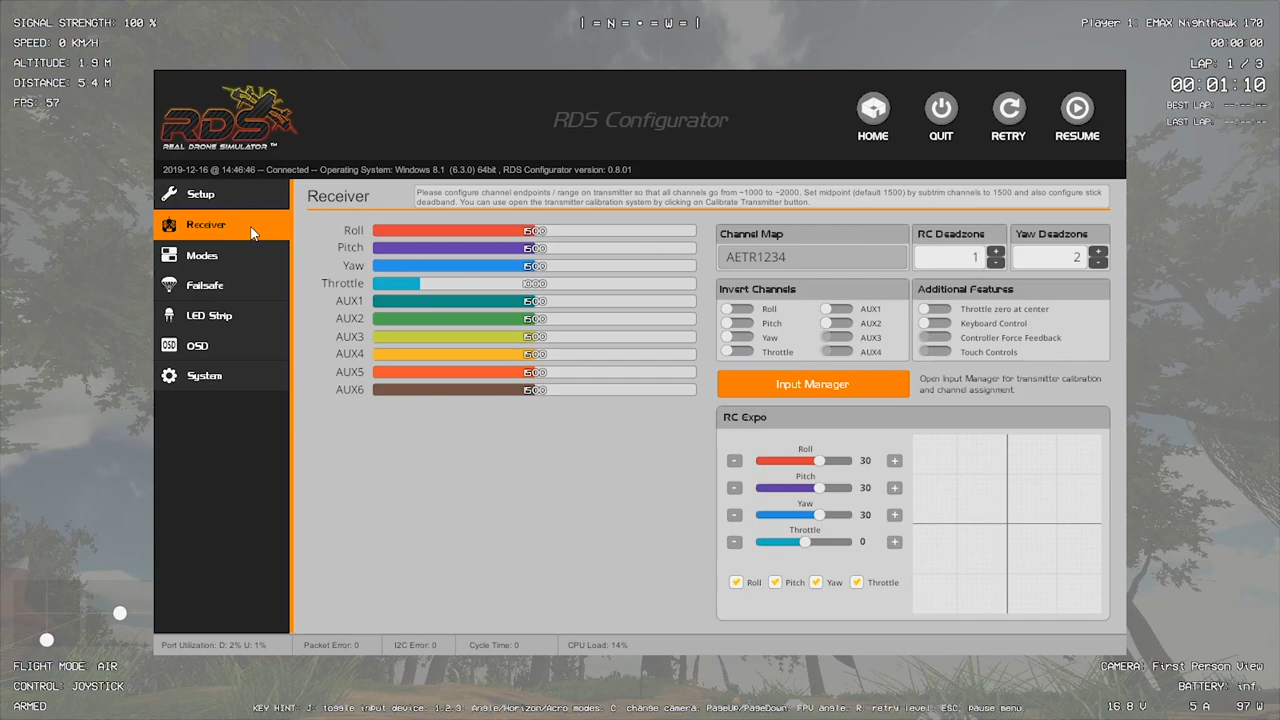 SIGNAL STRENGTH: 100 %
SPEED: 0 KM/H
ALTITUDE: 1.9 M
DISTANCE: 5.4 M
FPS: 57
| = N = • = W = |
Player 1: EMAX Nighthawk 170
00:00:00
LAP: 1 / 3
00:01:10
BEST LAP: --:--:--
LAST LAP: --:--:--
RDS
REAL DRONE SIMULATOR™
RDS Configurator
HOME
QUIT
RETRY
RESUME
2019-12-16 @ 14:46:46 -- Connected -- Operating System: Windows 8.1 (6.3.0) 64bit , RDS Configurator version: 0.8.01
Setup
Receiver
Modes
Failsafe
LED Strip
OSD OSD
System
Receiver
Please configure channel endpoints / range on transmitter so that all channels go from ~1000 to ~2000. Set midpoint (default 1500) by subtrim channels to 1500 and also configure stick
deadband. You can use open the transmitter calibration system by clicking on Calibrate Transmitter button.
Roll 1500
Pitch 1500
Yaw 1500
Throttle 1000
AUX1 1500
AUX2 1500
AUX3 1500
AUX4 1500
AUX5 1500
AUX6 1500
Channel Map
AETR1234
RC Deadzones
1 + -
Yaw Deadzones
2 + -
Invert Channels
Roll AUX1
Pitch AUX2
Yaw AUX3
Throttle AUX4
Additional Features
Throttle zero at center
Keyboard Control
Controller Force Feedback
Touch Controls
Input Manager
Open Input Manager for transmitter calibration
and channel assignment.
RC Expo
Roll
- 30 +
Pitch
- 30 +
Yaw
- 30 +
Throttle
- 0 +
Roll Pitch Yaw Throttle
Port Utilization: D: 2% U: 1% Packet Error: 0 I2C Error: 0 Cycle Time: 0 CPU Load: 14%
FLIGHT MODE: AIR
CONTROL: JOYSTICK
ARMED
KEY HINT: J: toggle input device. 1,2,3: Angle/Horizon/Acro modes. C: change camera. PageUp/PageDown: FPV angle. R: retry level. ESC: pause menu.
CAMERA: First Person View
BATTERY: inf.
16.8 V 5 A 97 W